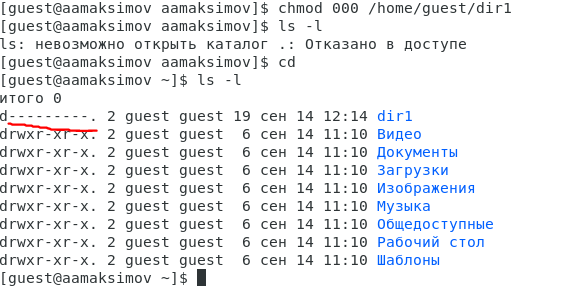 [guest@aamaksimov aamaksimov]$ chmod 000 /home/guest/dir1
[guest@aamaksimov aamaksimov]$ ls -l
ls: невозможно открыть каталог .: Отказано в доступе
[guest@aamaksimov aamaksimov]$ cd
[guest@aamaksimov ~]$ ls -l
итого 0
d---------. 2 guest guest 19 сен 14 12:14 dir1
drwxr-xr-x. 2 guest guest  6 сен 14 11:10 Видео
drwxr-xr-x. 2 guest guest  6 сен 14 11:10 Документы
drwxr-xr-x. 2 guest guest  6 сен 14 11:10 Загрузки
drwxr-xr-x. 2 guest guest  6 сен 14 11:10 Изображения
drwxr-xr-x. 2 guest guest  6 сен 14 11:10 Музыка
drwxr-xr-x. 2 guest guest  6 сен 14 11:10 Общедоступные
drwxr-xr-x. 2 guest guest  6 сен 14 11:10 Рабочий стол
drwxr-xr-x. 2 guest guest  6 сен 14 11:10 Шаблоны
[guest@aamaksimov ~]$